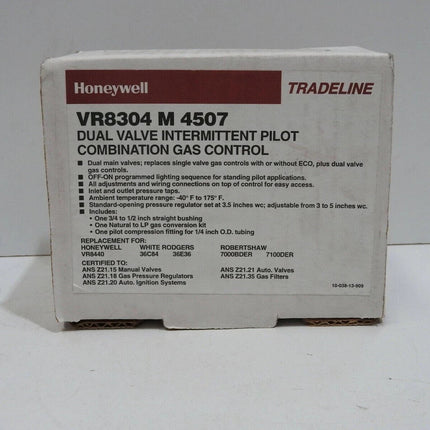 Honeywell
TRADELINE
VR8304 M 4507
DUAL VALVE INTERMITTENT PILOT
COMBINATION GAS CONTROL
• Dual main valves; replaces single valve gas controls with or without ECO, plus dual valve
gas controls.
• OFF-ON programmed lighting sequence for standing pilot applications.
• All adjustments and wiring connections on top of control for easy access.
• Inlet and outlet pressure taps.
• Ambient temperature range: -40° F to 175° F.
• Standard-opening pressure regulator set at 3.5 inches wc; adjustable from 3 to 5 inches wc.
• Includes:
• One 3/4 to 1/2 inch straight bushing
• One Natural to LP gas conversion kit
• One pilot compression fitting for 1/4 inch O.D. tubing
REPLACEMENT FOR:
HONEYWELL WHITE RODGERS ROBERTSHAW
VR8440 36C84 36E36 7000BDER 7100DER
CERTIFIED TO:
ANS Z21.15 Manual Valves ANS Z21.21 Auto. Valves
ANS Z21.18 Gas Pressure Regulators ANS Z21.35 Gas Filters
ANS Z21.20 Auto. Ignition Systems